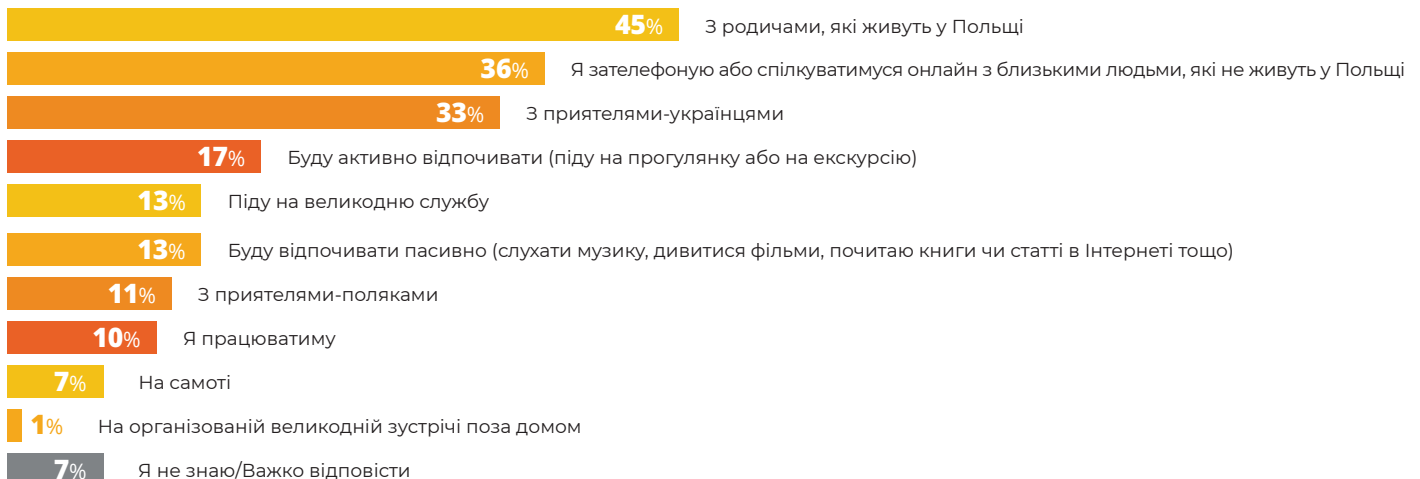 45% З родичами, які живуть у Польщі
36% Я зателефоную або спілкуватимуся онлайн з близькими людьми, які не живуть у Польщі
33% З приятелями-українцями
17% Буду активно відпочивати (піду на прогулянку або на екскурсію)
13% Піду на великодню службу
13% Буду відпочивати пасивно (слухати музику, дивитися фільми, почитаю книги чи статті в Інтернеті тощо)
11% З приятелями-поляками
10% Я працюватиму
7% На самоті
1% На організованій великодній зустрічі поза домом
7% Я не знаю/Важко відповісти